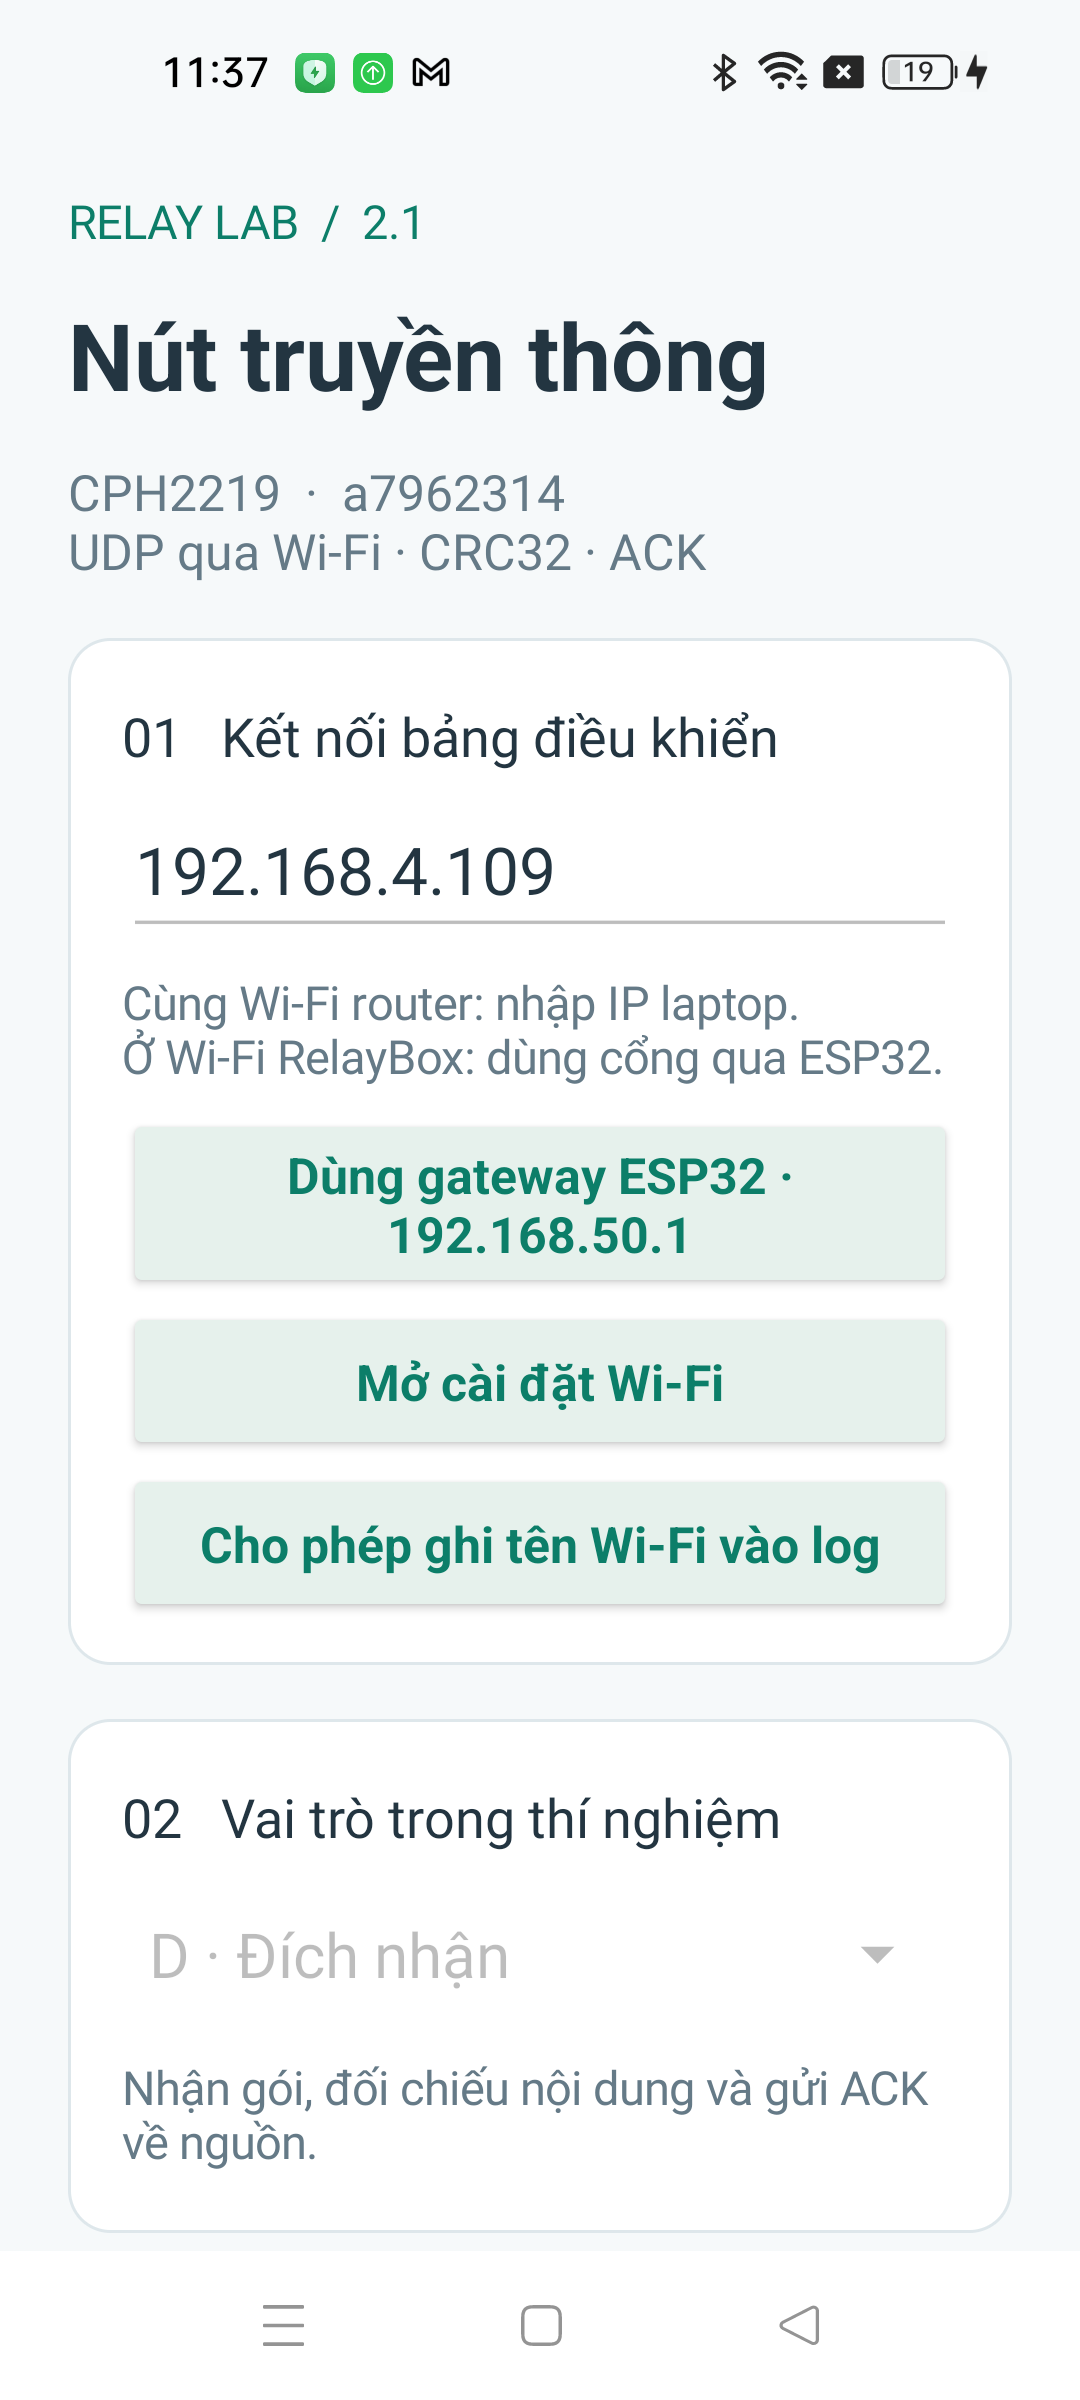 11:37
19
RELAY LAB / 2.1
Nút truyền thông
CPH2219 · a7962314
UDP qua Wi-Fi · CRC32 · ACK
01 Kết nối bảng điều khiển
192.168.4.109
Cùng Wi-Fi router: nhập IP laptop.
Ở Wi-Fi RelayBox: dùng cổng qua ESP32.
Dùng gateway ESP32 ·
192.168.50.1
Mở cài đặt Wi-Fi
Cho phép ghi tên Wi-Fi vào log
02 Vai trò trong thí nghiệm
D · Đích nhận
Nhận gói, đối chiếu nội dung và gửi ACK
về nguồn.